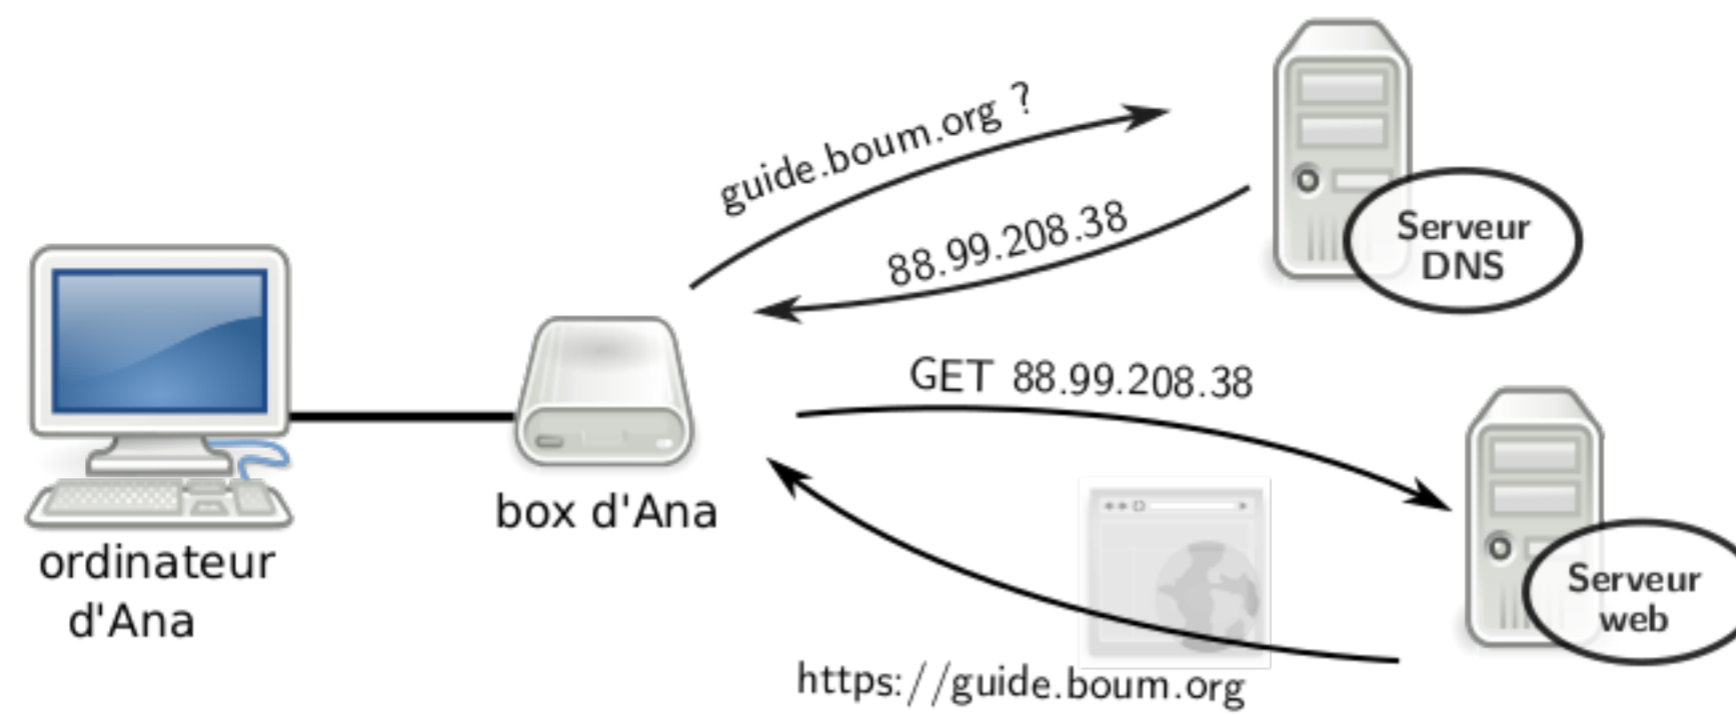 guide.boum.org ?
88.99.208.38
Serveur
DNS
GET 88.99.208.38
box d'Ana
ordinateur
d'Ana
Serveur
web
https://guide.boum.org